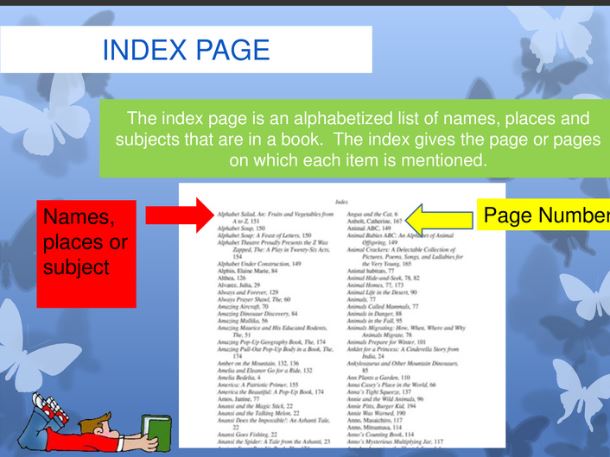 INDEX PAGE
The index page is an alphabetized list of names, places and
subjects that are in a book. The index gives the page or pages
on which each item is mentioned.
Names,
places or
subject
Page Number
Index
Alphabet Salad, An: Fruits and Vegetables from
A to Z, 151
Alphabet Soup, 150
Alphabet Soup: A Feast of Letters, 150
Alphabet Theatre Proudly Presents the Z Was
Zapped, The: A Play in Twenty-Six Acts,
154
Alphabet Under Construction, 149
Alphin, Elaine Marie, 84
Althea, 126
Alvarez, Julia, 29
Always and Forever, 129
Always Prayer Shawl, The, 60
Amazing Aircraft, 70
Amazing Dinosaur Discovery, 84
Amazing Mallika, 56
Amazing Maurice and His Educated Rodents,
The, 51
Amazing Pop-Up Geography Book, The, 174
Amazing Pull-Out Pop-Up Body in a Book, The,
174
Amber on the Mountain, 132, 136
Amelia and Eleanor Go for a Ride, 132
Amelia Bedelia, 4
America: A Patriotic Primer, 155
America the Beautiful: A Pop-Up Book, 174
Amos, Janine, 77
Anansi and the Magic Stick, 22
Anansi and the Talking Melon, 22
Anansi Does the Impossible!: An Ashanti Tale,
22
Anansi Goes Fishing, 22
Anansi the Spider: A Tale from the Ashanti, 23
Angus and the Cat, 6
Anholt, Catherine, 167
Animal ABC, 149
Animal Babies ABC: An Alphabet of Animal
Offspring, 149
Animal Crackers: A Delectable Collection of
Pictures, Poems, Songs, and Lullabies for
the Very Young, 165
Animal habitats, 77
Animal Hide-and-Seek, 78, 82
Animal Homes, 77, 173
Animal Life in the Desert, 90
Animals, 77
Animals Called Mammals, 77
Animals in Danger, 88
Animals in the Fall, 95
Animals Migrating: How, When, Where and Why
Animals Migrate, 78
Animals Prepare for Winter, 101
Anklet for a Princess: A Cinderella Story from
India, 24
Ankylosaurus and Other Mountain Dinosaurs,
85
Ann Plants a Garden, 110
Anna Casey's Place in the World, 66
Anna's Tight Squeeze, 137
Annie and the Wild Animals, 96
Annie Pitts, Burger Kid, 194
Annie Was Warned, 190
Anno, Masaichiro, 117
Anno, Mitsumasa, 114
Anno's Counting Book, 114
Anno's Mysterious Multiplying Jar, 117